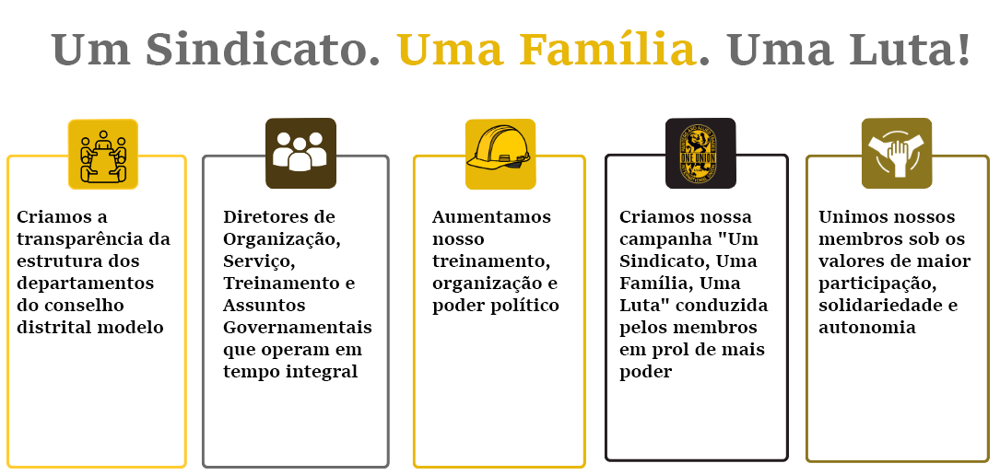 Um Sindicato. Uma Família. Uma Luta!
Criamos a
transparência da
estrutura dos
departamentos
do conselho
distrital modelo
Diretores de
Organização,
Serviço,
Treinamento e
Assuntos
Governamentais
que operam em
tempo integral
Aumentamos
nosso
treinamento,
organização e
poder político
ONE UNION
Criamos nossa
campanha "Um
Sindicato, Uma
Família, Uma
Luta" conduzida
pelos membros
em prol de mais
poder
Unimos nossos
membros sob os
valores de maior
participação,
solidariedade e
autonomia